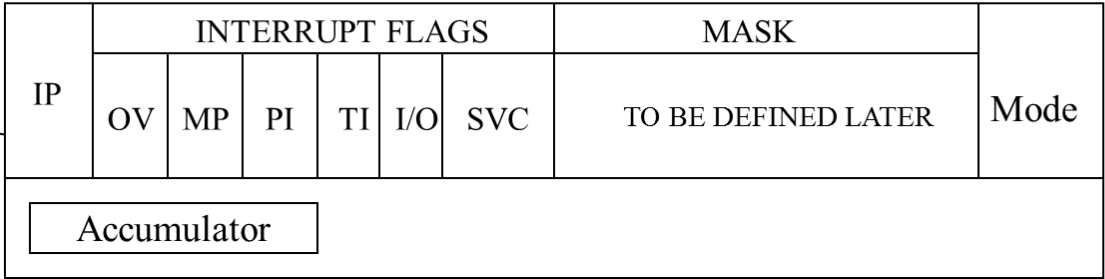 INTERRUPT FLAGS MASK
IP OV MP PI TI I/O SVC TO BE DEFINED LATER Mode
Accumulator